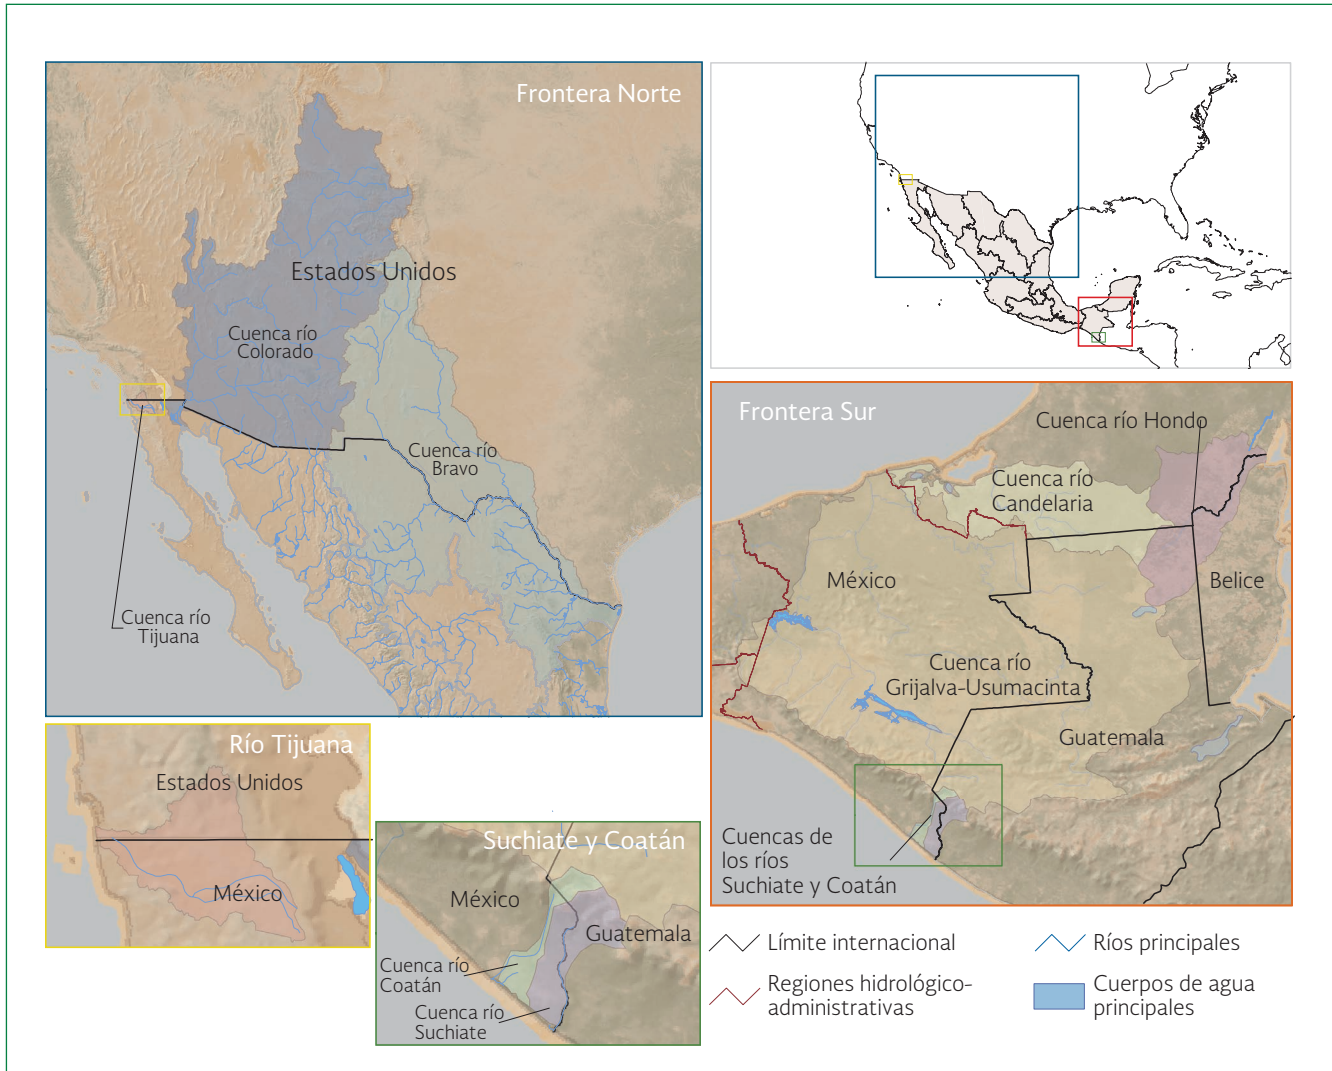 Frontera Norte
Estados Unidos
Cuenca río
Colorado
Cuenca río
Bravo
Cuenca río
Tijuana
Frontera Sur
Cuenca río Hondo
Cuenca río
Candelaria
México
Belice
Cuenca río
Grijalva-Usumacinta
Guatemala
Cuencas de
los ríos
Suchiate y Coatán
Río Tijuana
Estados Unidos
México
Suchiate y Coatán
México
Guatemala
Cuenca río
Coatán
Cuenca río
Suchiate
Límite internacional
Ríos principales
Regiones hidrológico-
administrativas
Cuerpos de agua
principales